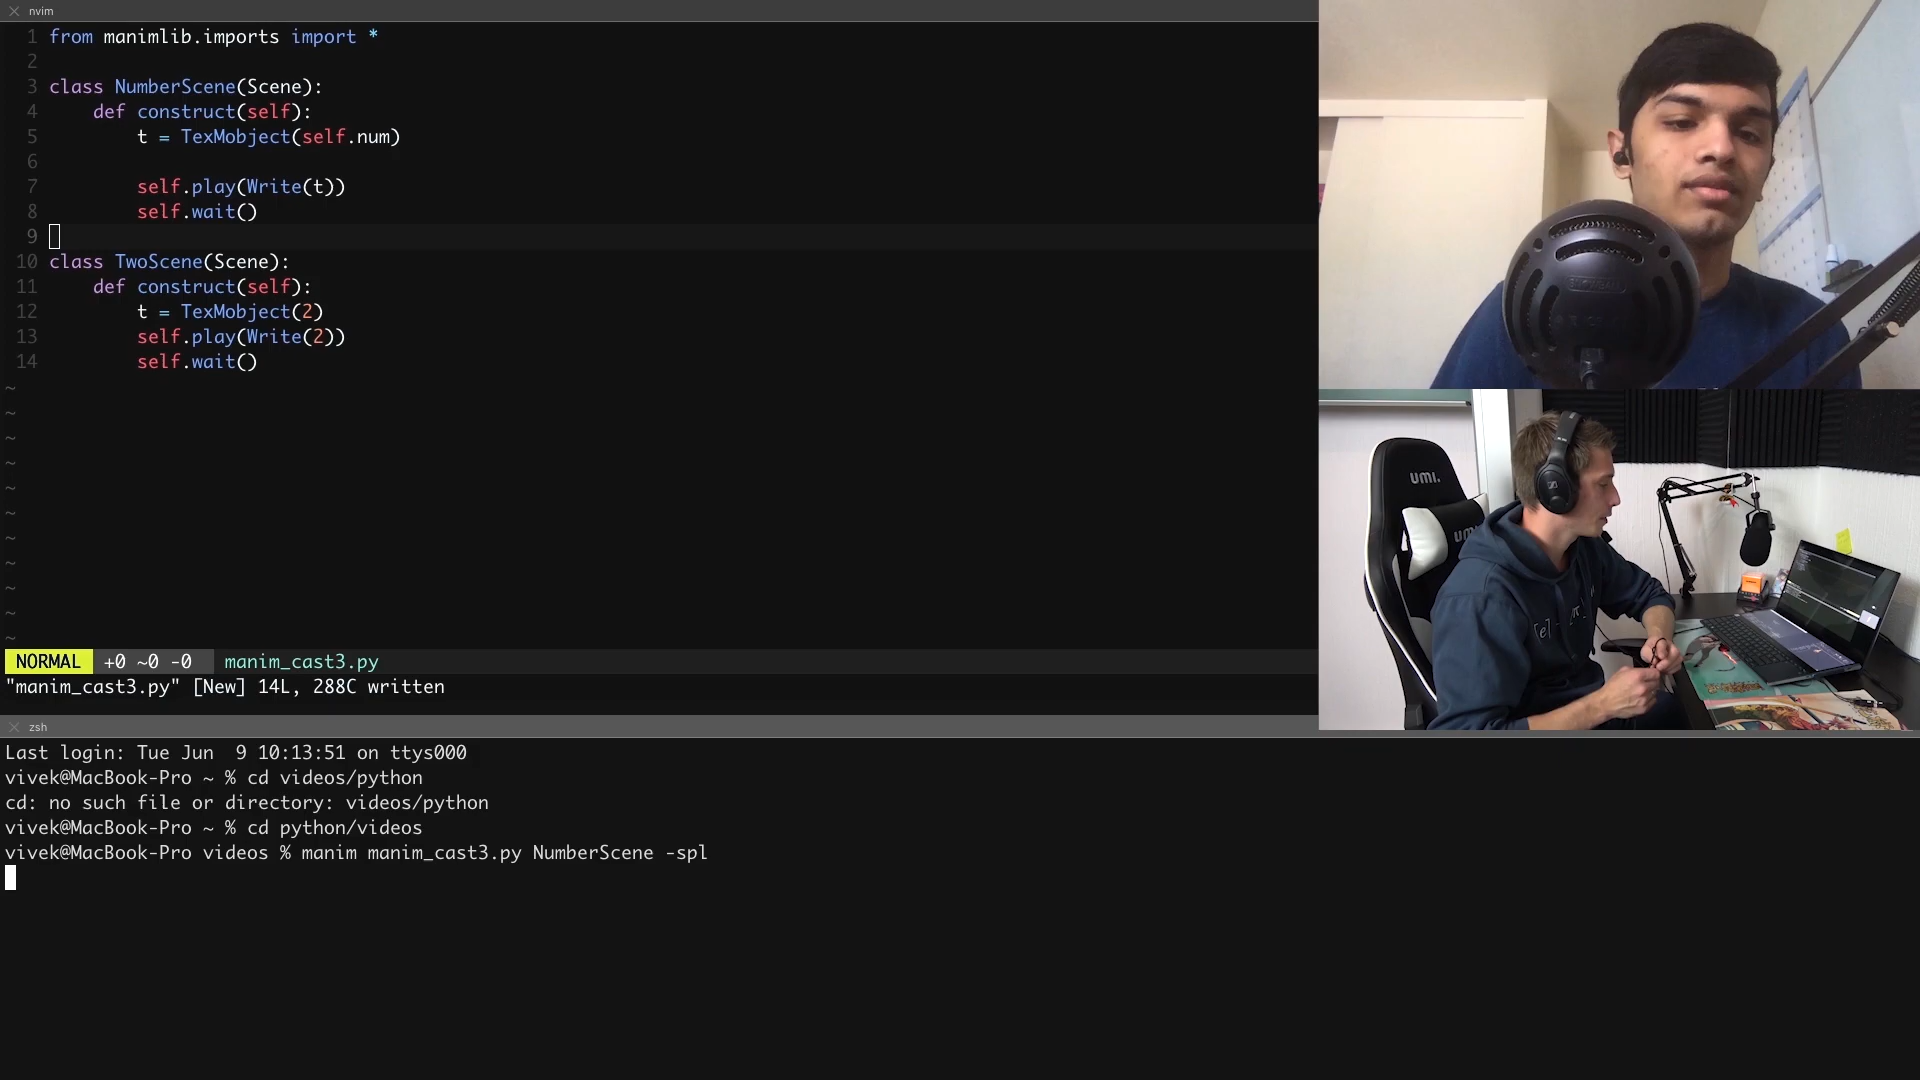 nvim
1 from manimlib.imports import *
2
3 class NumberScene(Scene):
4 def construct(self):
5 t = TexMobject(self.num)
6
7 self.play(Write(t))
8 self.wait()
9
10 class TwoScene(Scene):
11 def construct(self):
12 t = TexMobject(2)
13 self.play(Write(2))
14 self.wait()
~
~
~
~
~
~
~
~
~
~
~
NORMAL +0 ~0 -0 manim_cast3.py
"manim_cast3.py" [New] 14L, 288C written
zsh
Last login: Tue Jun  9 10:13:51 on ttys000
vivek@MacBook-Pro ~ % cd videos/python
cd: no such file or directory: videos/python
vivek@MacBook-Pro ~ % cd python/videos
vivek@MacBook-Pro videos % manim manim_cast3.py NumberScene -spl
umi.